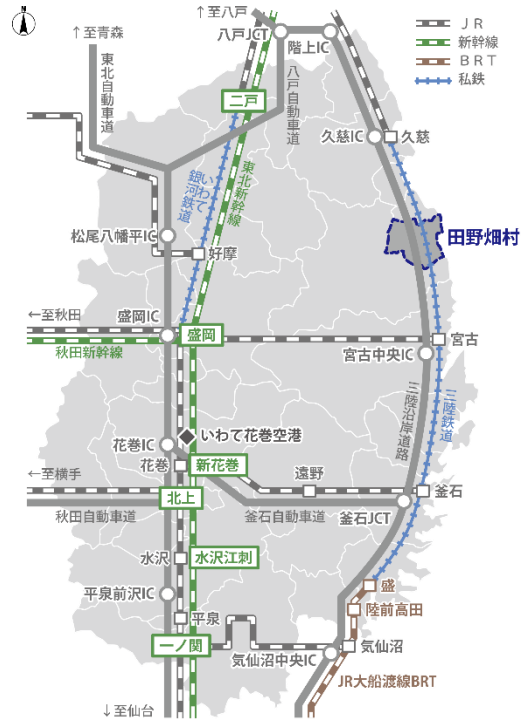 ↑至八戸
ＪＲ
新幹線
ＢＲＴ
私鉄
↑至青森
八戸JCT
階上IC
東北自動車道
二戸
八戸自動車道
久慈IC
久慈
いわて
銀河鉄道
東北新幹線
田野畑村
松尾八幡平IC
好摩
←至秋田
盛岡IC
盛岡
秋田新幹線
宮古
宮古中央IC
三陸沿岸道路
三陸鉄道
いわて花巻空港
花巻IC
花巻
新花巻
←至横手
遠野
北上
釜石
秋田自動車道
釜石自動車道
釜石JCT
水沢
水沢江刺
盛
平泉前沢IC
陸前高田
平泉
一ノ関
気仙沼
気仙沼中央IC
JR大船渡線BRT
↓至仙台